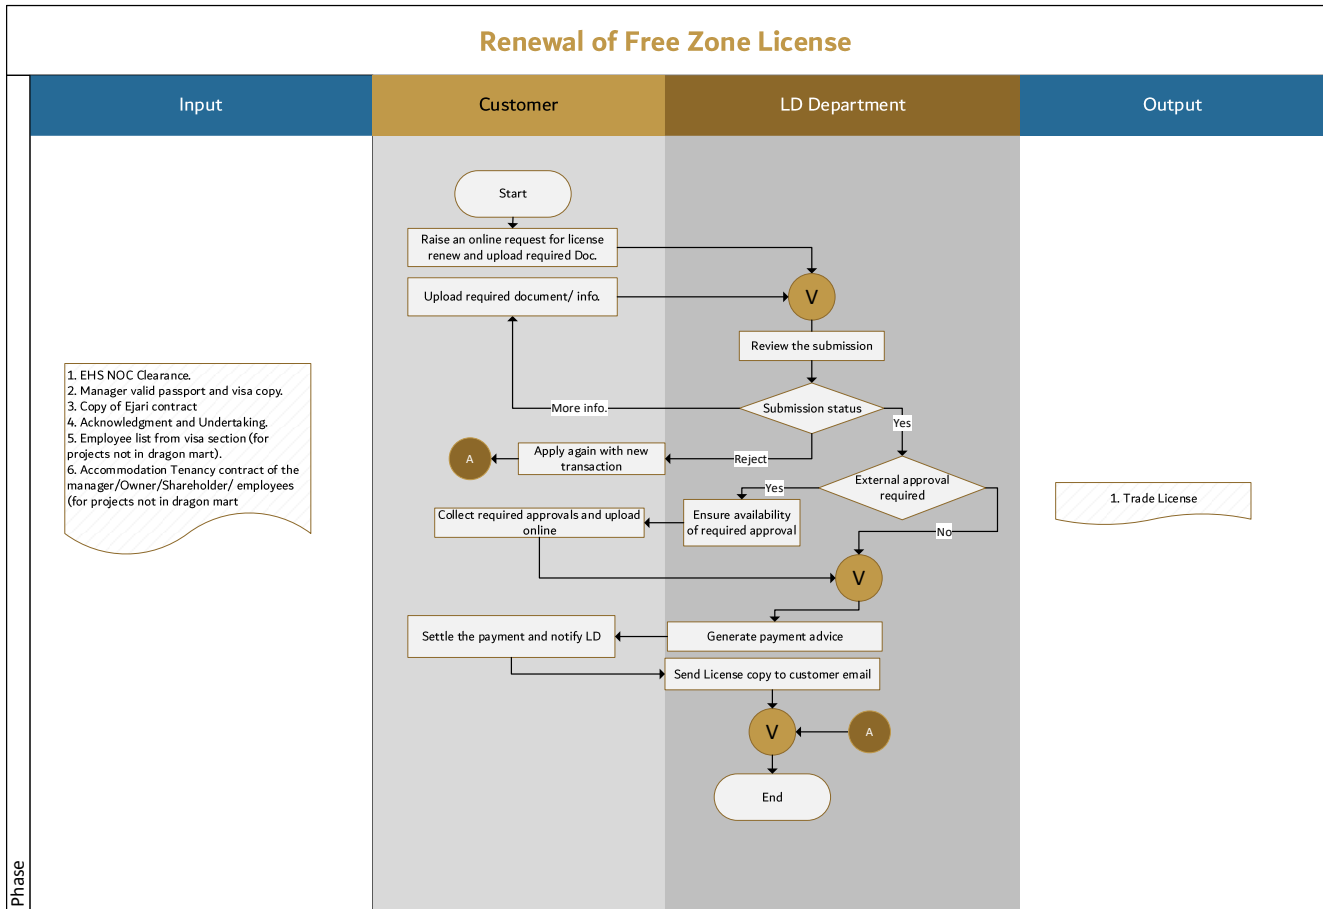 Renewal of Free Zone License
Input
Customer
LD Department
Output
Start
Raise an online request for license
renew and upload required Doc.
Upload required document/ info.
V
Review the submission
Submission status
More info.
Yes
Reject
Apply again with new
transaction
A
External approval
required
Yes
No
Ensure availability
of required approval
Collect required approvals and upload
online
V
Generate payment advice
Settle the payment and notify LD
Send License copy to customer email
V
A
End
1. EHS NOC Clearance.
2. Manager valid passport and visa copy.
3. Copy of Ejari contract
4. Acknowledgment and Undertaking.
5. Employee list from visa section (for
projects not in dragon mart).
6. Accommodation Tenancy contract of the
manager/Owner/Shareholder/ employees
(for projects not in dragon mart
1. Trade License
Phase